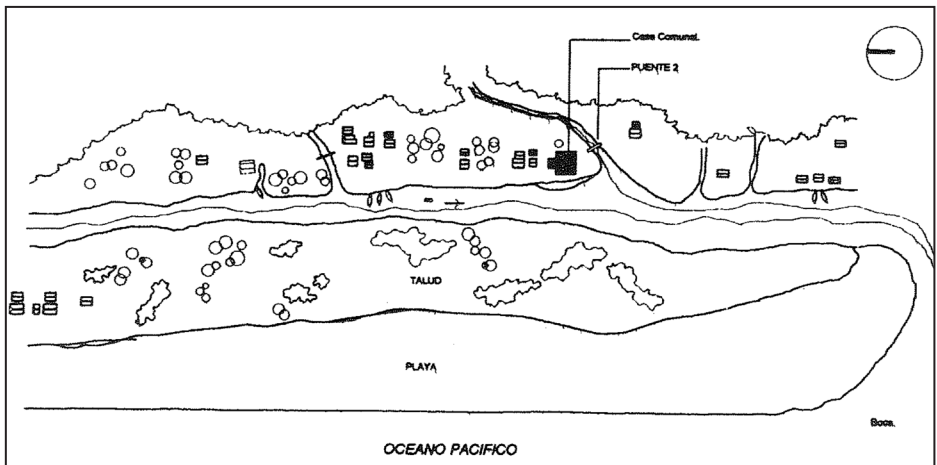 Casa Comunal.
PUENTE 2
TALUD
PLAYA
Boca.
OCEANO PACIFICO